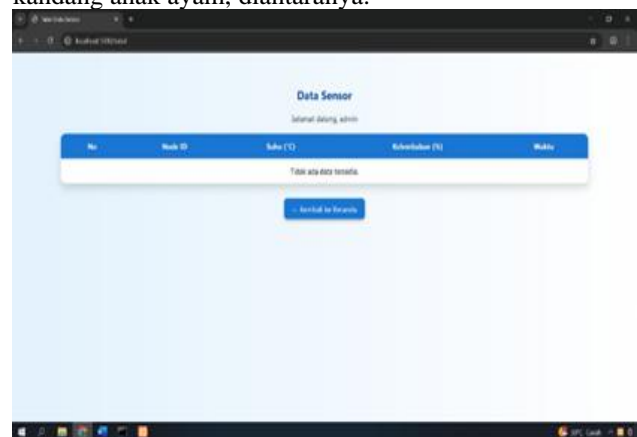 kandang anak ayam, diantaranya:
Data Sensor
Selamat datang, admin
No Node ID Suhu (°C) Kelembaban (%) Waktu
Tidak ada data tersedia.
← Kembali ke Beranda